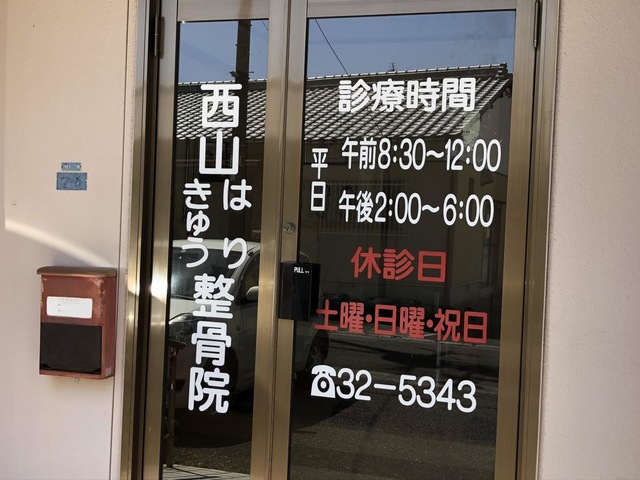 西山はりきゅう整骨院
診療時間
平日
午前8:30～12:00
午後2:00～6:00
休診日
土曜・日曜・祝日
☎32-5343
PULL